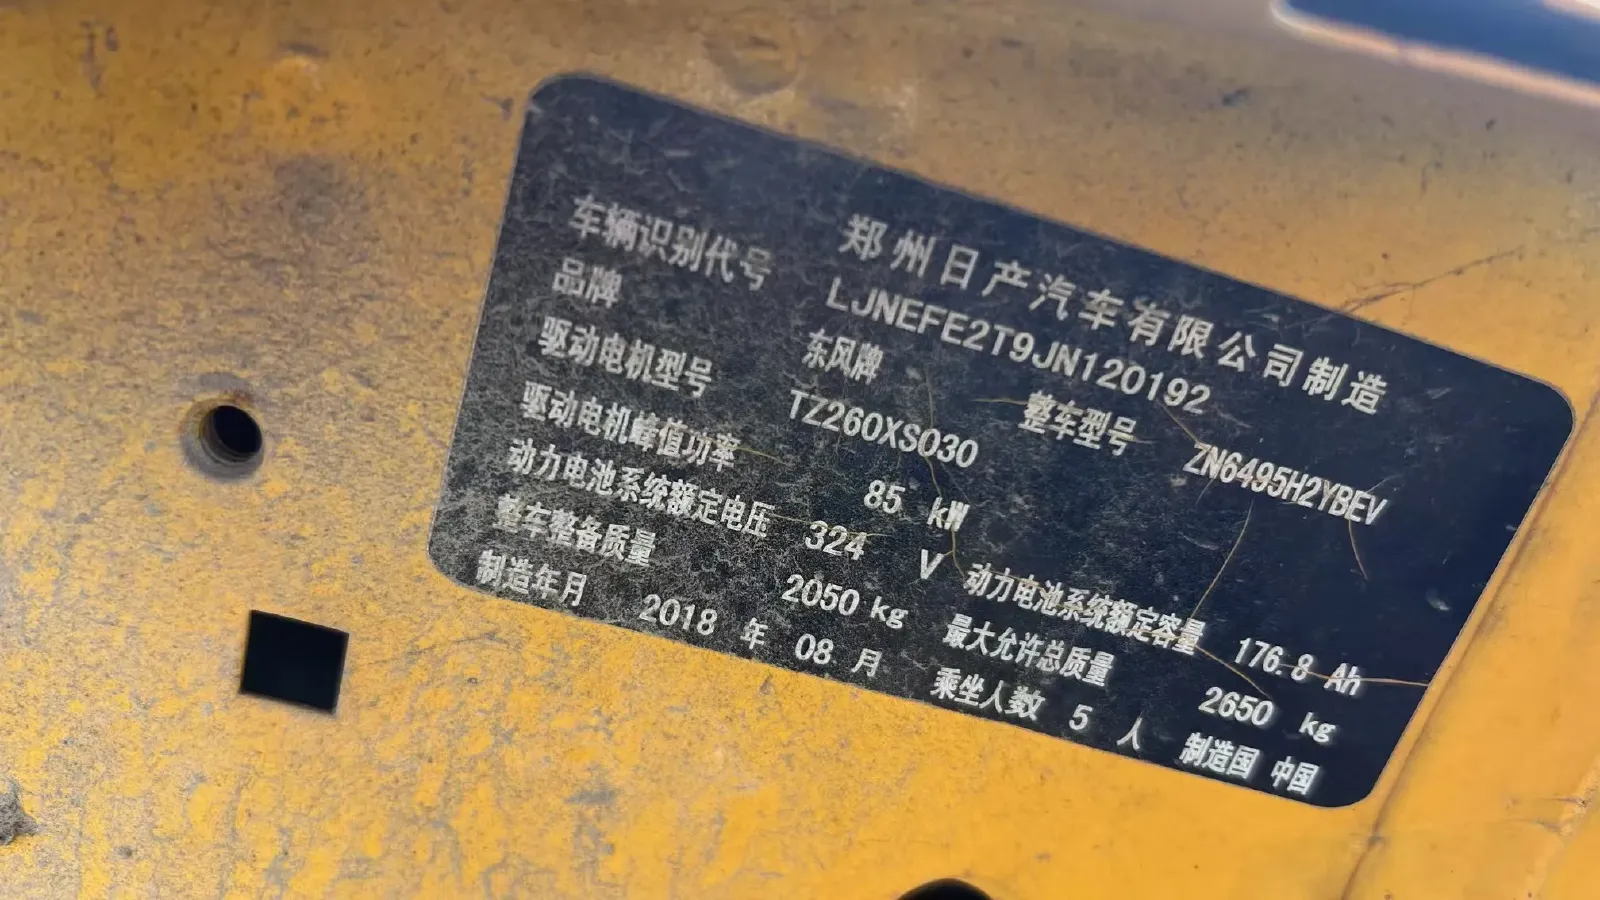 郑州日产汽车有限公司制造
车辆识别代号 LJNEFE2T9JN120192
品牌 东风牌 整车型号 ZN6495H2YBEV
驱动电机型号 TZ260XS030
驱动电机峰值功率 85 kW
动力电池系统额定电压 324 V 动力电池系统额定容量 176.8 Ah
整车整备质量 2050 kg 最大允许总质量 2650 kg
制造年月 2018 年 08 月 乘坐人数 5 人 制造国 中国